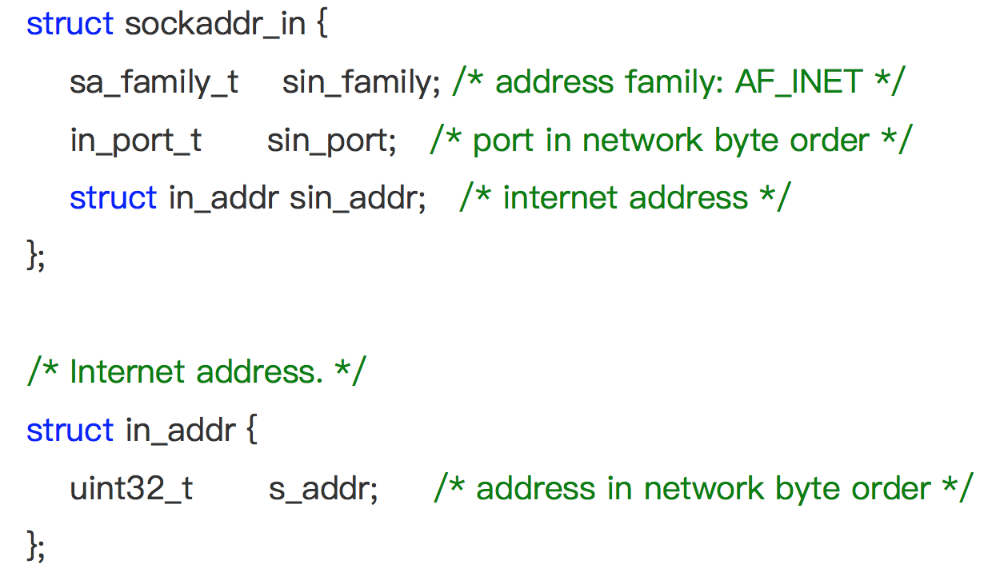 struct sockaddr_in {
sa_family_t sin_family; /* address family: AF_INET */
in_port_t sin_port; /* port in network byte order */
struct in_addr sin_addr; /* internet address */
};
/* Internet address. */
struct in_addr {
uint32_t s_addr; /* address in network byte order */
};